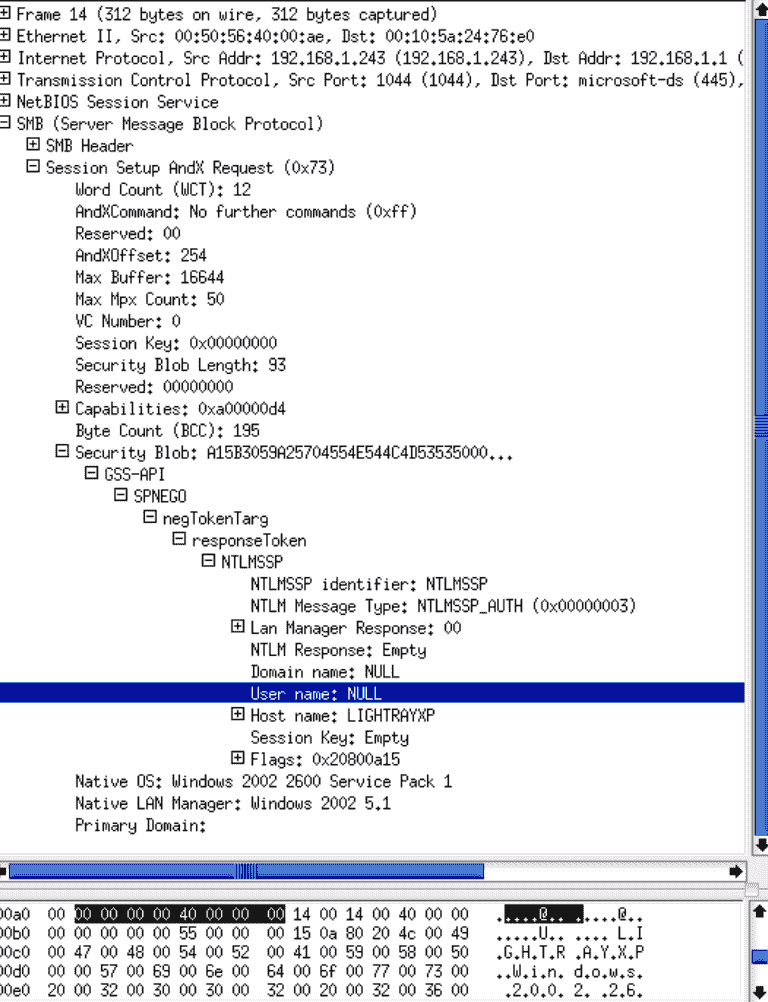 Frame 14 (312 bytes on wire, 312 bytes captured)
Ethernet II, Src: 00:50:56:40:00:ae, Dst: 00:10:5a:24:76:e0
Internet Protocol, Src Addr: 192.168.1.243 (192.168.1.243), Dst Addr: 192.168.1.1 (
Transmission Control Protocol, Src Port: 1044 (1044), Dst Port: microsoft-ds (445),
NetBIOS Session Service
SMB (Server Message Block Protocol)
SMB Header
Session Setup AndX Request (0x73)
Word Count (WCT): 12
AndXCommand: No further commands (0xff)
Reserved: 00
AndXOffset: 254
Max Buffer: 16644
Max Mpx Count: 50
VC Number: 0
Session Key: 0x00000000
Security Blob Length: 93
Reserved: 00000000
Capabilities: 0xa00000d4
Byte Count (BCC): 195
Security Blob: A15B3059A25704554E544C4D53535000...
GSS-API
SPNEGO
negTokenTarg
responseToken
NTLMSSP
NTLMSSP identifier: NTLMSSP
NTLM Message Type: NTLMSSP_AUTH (0x00000003)
Lan Manager Response: 00
NTLM Response: Empty
Domain name: NULL
User name: NULL
Host name: LIGHTRAYXP
Session Key: Empty
Flags: 0x20800a15
Native OS: Windows 2002 2600 Service Pack 1
Native LAN Manager: Windows 2002 5.1
Primary Domain:
00a0 00 00 00 00 00 40 00 00 00 14 00 14 00 40 00 00 .....@.. .....@..
00b0 00 00 00 00 00 55 00 00 00 15 0a 80 20 4c 00 49 .....U.. .... L.I
00c0 00 47 00 48 00 54 00 52 00 41 00 59 00 58 00 50 .G.H.T.R .A.Y.X.P
00d0 00 00 57 00 69 00 6e 00 64 00 6f 00 77 00 73 00 ..W.i.n. d.o.w.s.
00e0 20 00 32 00 30 00 30 00 32 00 20 00 32 00 36 00 .2.0.0. 2. .2.6.